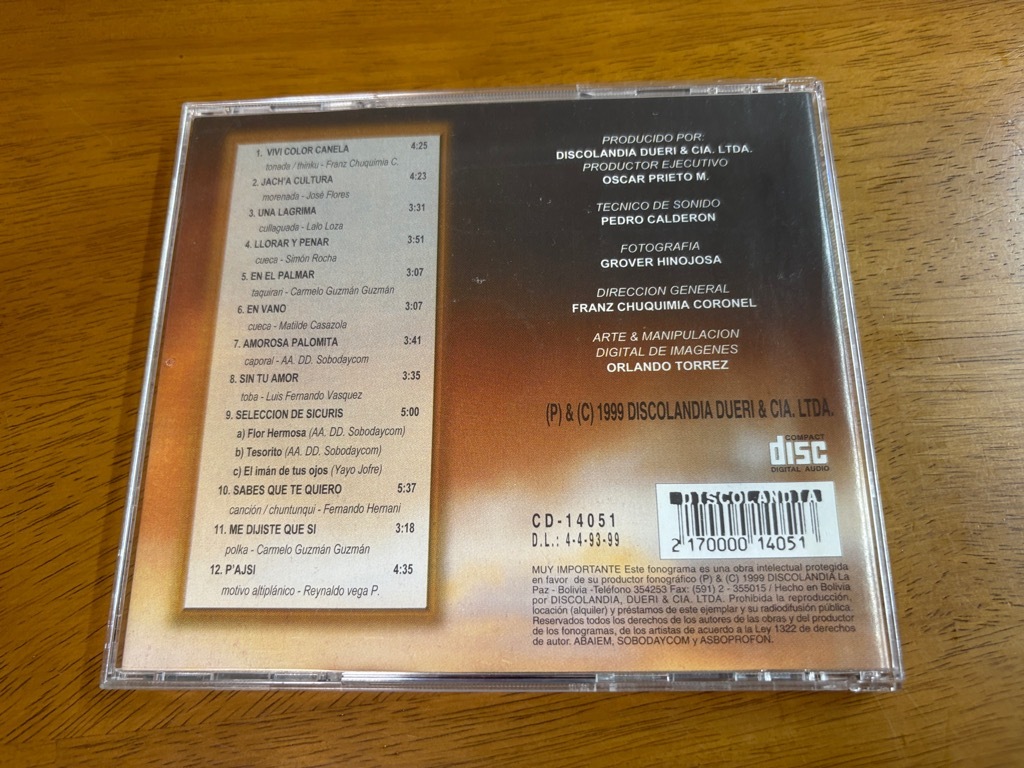 1. VIVI COLOR CANELA 4:25
tonada / thinku - Franz Chuquimia C.
2. JACH'A CULTURA 4:23
morenada - José Flores
3. UNA LAGRIMA 3:31
cullaguada - Lalo Loza
4. LLORAR Y PENAR 3:51
cueca - Simón Rocha
5. EN EL PALMAR 3:07
taquirari - Carmelo Guzmán Guzmán
6. EN VANO 3:07
cueca - Matilde Casazola
7. AMOROSA PALOMITA 3:41
caporal - AA. DD. Sobodaycom
8. SIN TU AMOR 3:35
toba - Luis Fernando Vasquez
9. SELECCION DE SICURIS 5:00
a) Flor Hermosa (AA. DD. Sobodaycom)
b) Tesorito (AA. DD. Sobodaycom)
c) El imán de tus ojos (Yayo Jofre)
10. SABES QUE TE QUIERO 5:37
canción / chuntunqui - Fernando Hernani
11. ME DIJISTE QUE SI 3:18
polka - Carmelo Guzmán Guzmán
12. P'AJSI 4:35
motivo altiplánico - Reynaldo vega P.
PRODUCIDO POR:
DISCOLANDIA DUERI & CIA. LTDA.
PRODUCTOR EJECUTIVO
OSCAR PRIETO M.
TECNICO DE SONIDO
PEDRO CALDERON
FOTOGRAFIA
GROVER HINOJOSA
DIRECCION GENERAL
FRANZ CHUQUIMIA CORONEL
ARTE & MANIPULACION
DIGITAL DE IMAGENES
ORLANDO TORREZ
(P) & (C) 1999 DISCOLANDIA DUERI & CIA. LTDA.
COMPACT
disc
DIGITAL AUDIO
DISCOLANDIA
2 170000 14051
CD-14051
D.L.: 4-4-93-99
MUY IMPORTANTE Este fonograma es una obra intelectual protegida
en favor de su productor fonográfico (P) & (C) 1999 DISCOLANDIA La
Paz - Bolivia -Teléfono 354253 Fax: (591) 2 - 355015 / Hecho en Bolivia
por DISCOLANDIA, DUERI & CIA. LTDA. Prohibida la reproducción,
locación (alquiler) y préstamos de este ejemplar y su radiodifusión pública.
Reservados todos los derechos de los autores de las obras y del productor
de los fonogramas, de los artistas de acuerdo a la Ley 1322 de derechos
de autor. ABAIEM, SOBODAYCOM y ASBOPROFON.